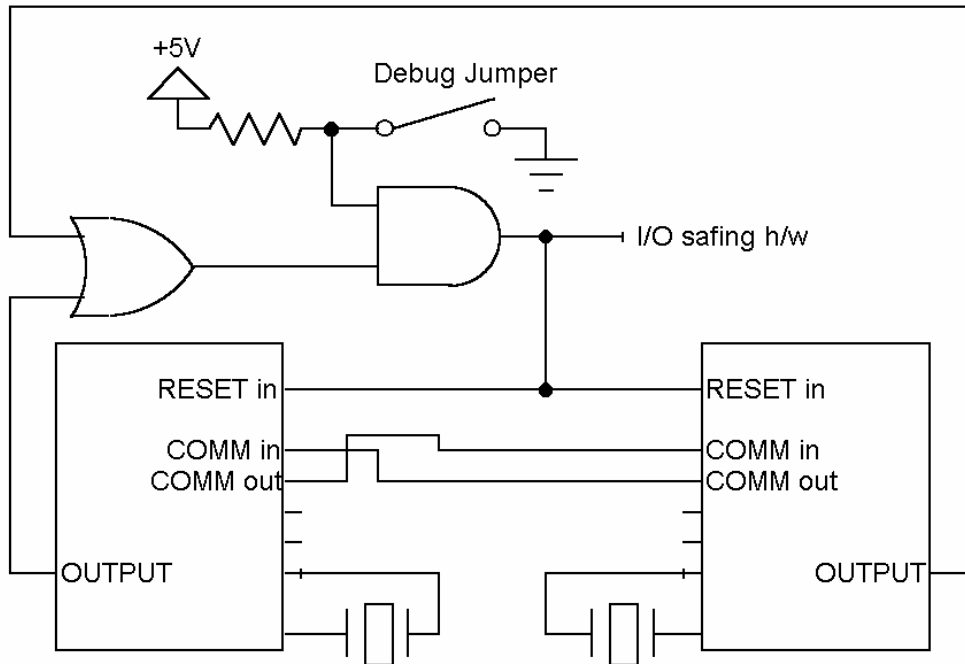 +5V
Debug Jumper
I/O safing h/w
RESET in
RESET in
COMM in
COMM in
COMM out
COMM out
OUTPUT
OUTPUT